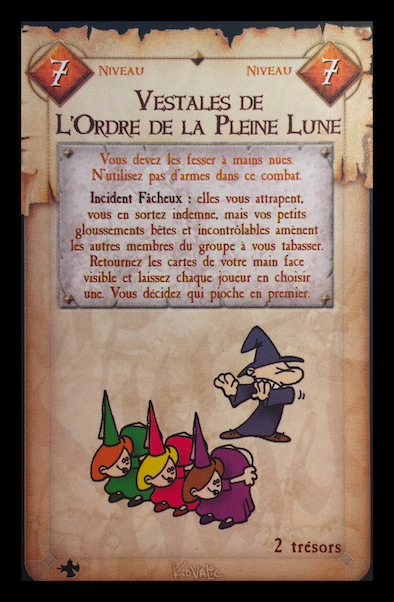 7 NIVEAU NIVEAU 7
VESTALES DE
L'ORDRE DE LA PLEINE LUNE
Vous devez les fesser à mains nues.
N'utilisez pas d'armes dans ce combat.
Incident Fâcheux : elles vous attrapent,
vous en sortez indemne, mais vos petits
gloussements bêtes et incontrôlables amènent
les autres membres du groupe à vous tabasser.
Retournez les cartes de votre main face
visible et laissez chaque joueur en choisir
une. Vous décidez qui pioche en premier.
2 trésors
KOVALIC